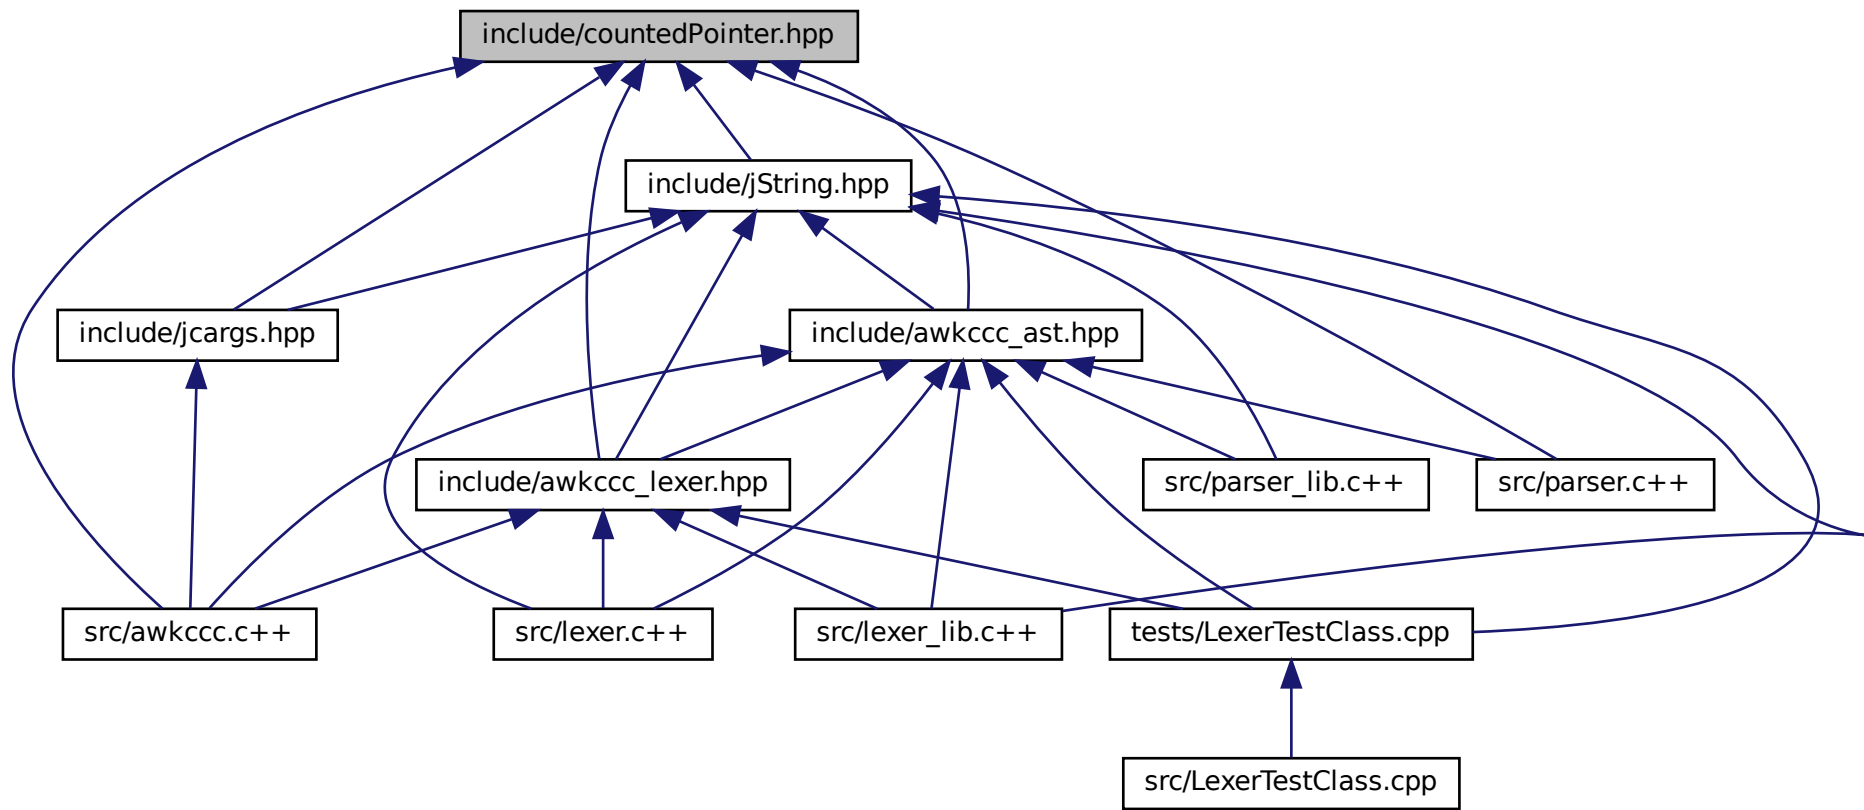 include/countedPointer.hpp
include/jString.hpp
include/jcargs.hpp
include/awkccc_ast.hpp
include/awkccc_lexer.hpp
src/parser_lib.c++
src/parser.c++
src/awkccc.c++
src/lexer.c++
src/lexer_lib.c++
tests/LexerTestClass.cpp
src/LexerTestClass.cpp